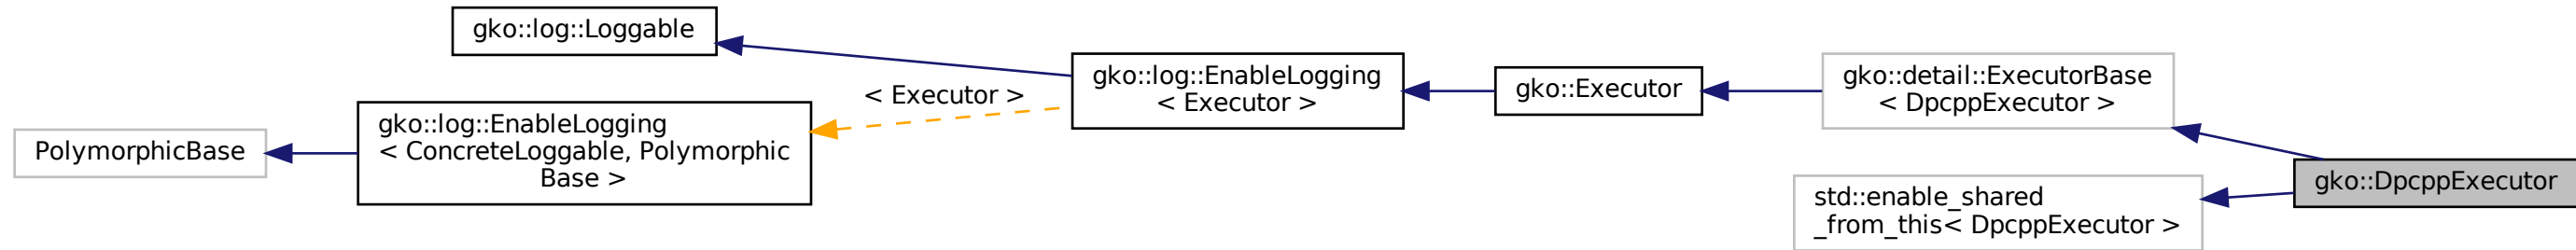 gko::log::Loggable
gko::log::EnableLogging
< Executor >
gko::Executor
gko::detail::ExecutorBase
< DpcppExecutor >
< Executor >
PolymorphicBase
gko::log::EnableLogging
< ConcreteLoggable, Polymorphic
Base >
gko::DpcppExecutor
std::enable_shared
_from_this< DpcppExecutor >